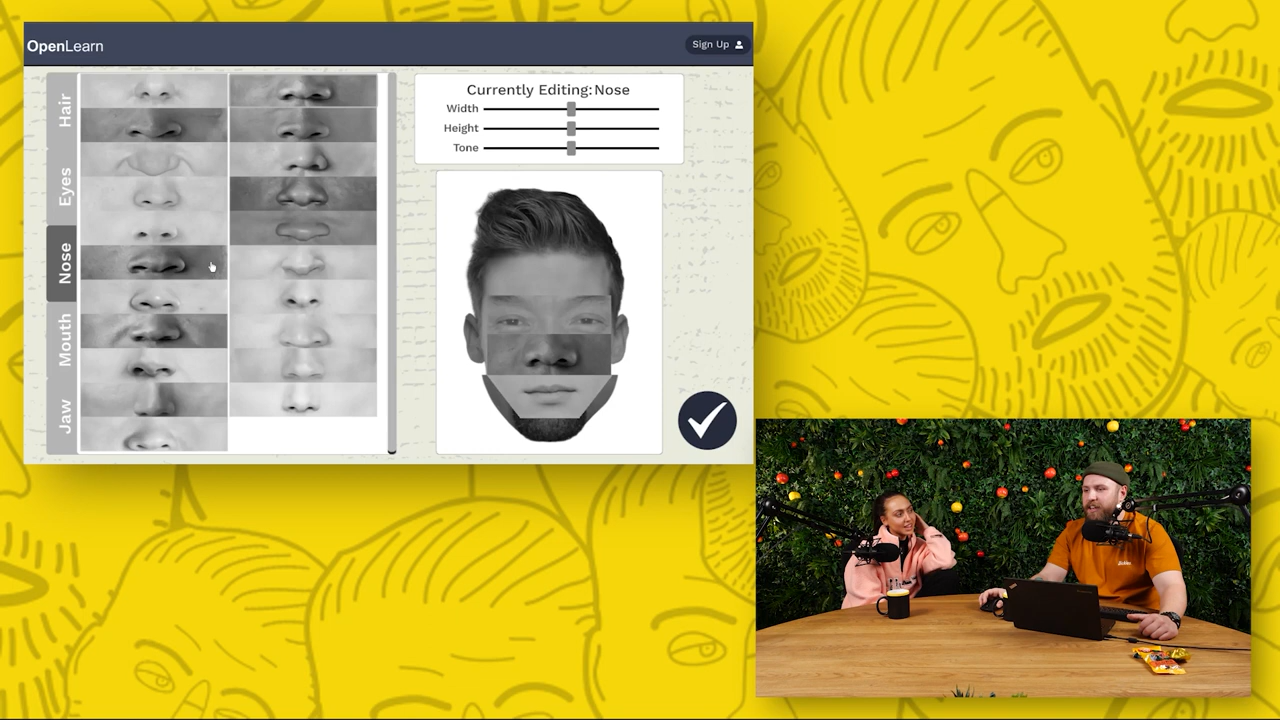 OpenLearn
Sign Up
Hair
Eyes
Nose
Mouth
Jaw
Currently Editing: Nose
Width
Height
Tone